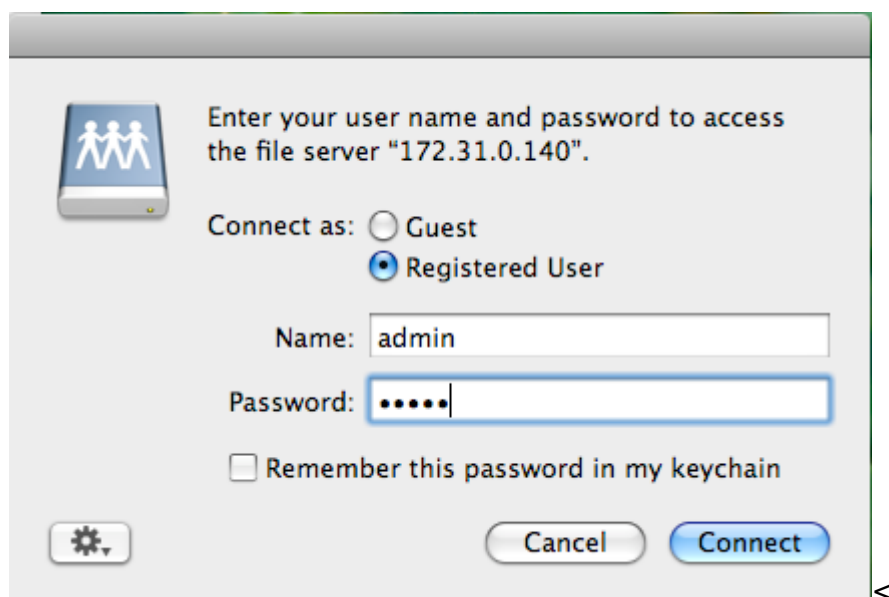 Enter your user name and password to access
the file server “172.31.0.140”.
Connect as: Guest
Registered User
Name: admin
Password: •••••
Remember this password in my keychain
Cancel Connect
<